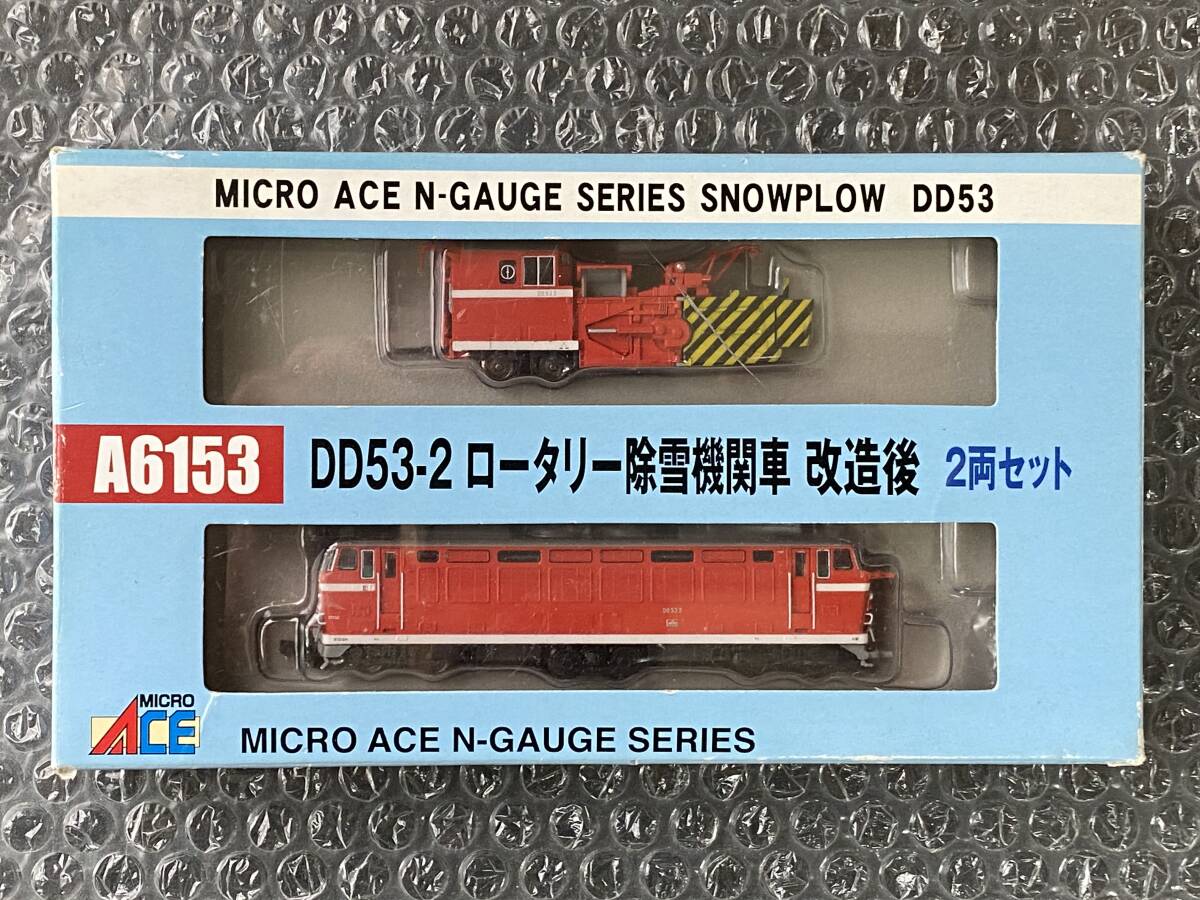 MICRO ACE N-GAUGE SERIES SNOWPLOW DD53
A6153
DD53-2 ロータリー除雪機関車 改造後 2両セット
MICRO
ACE
MICRO ACE N-GAUGE SERIES